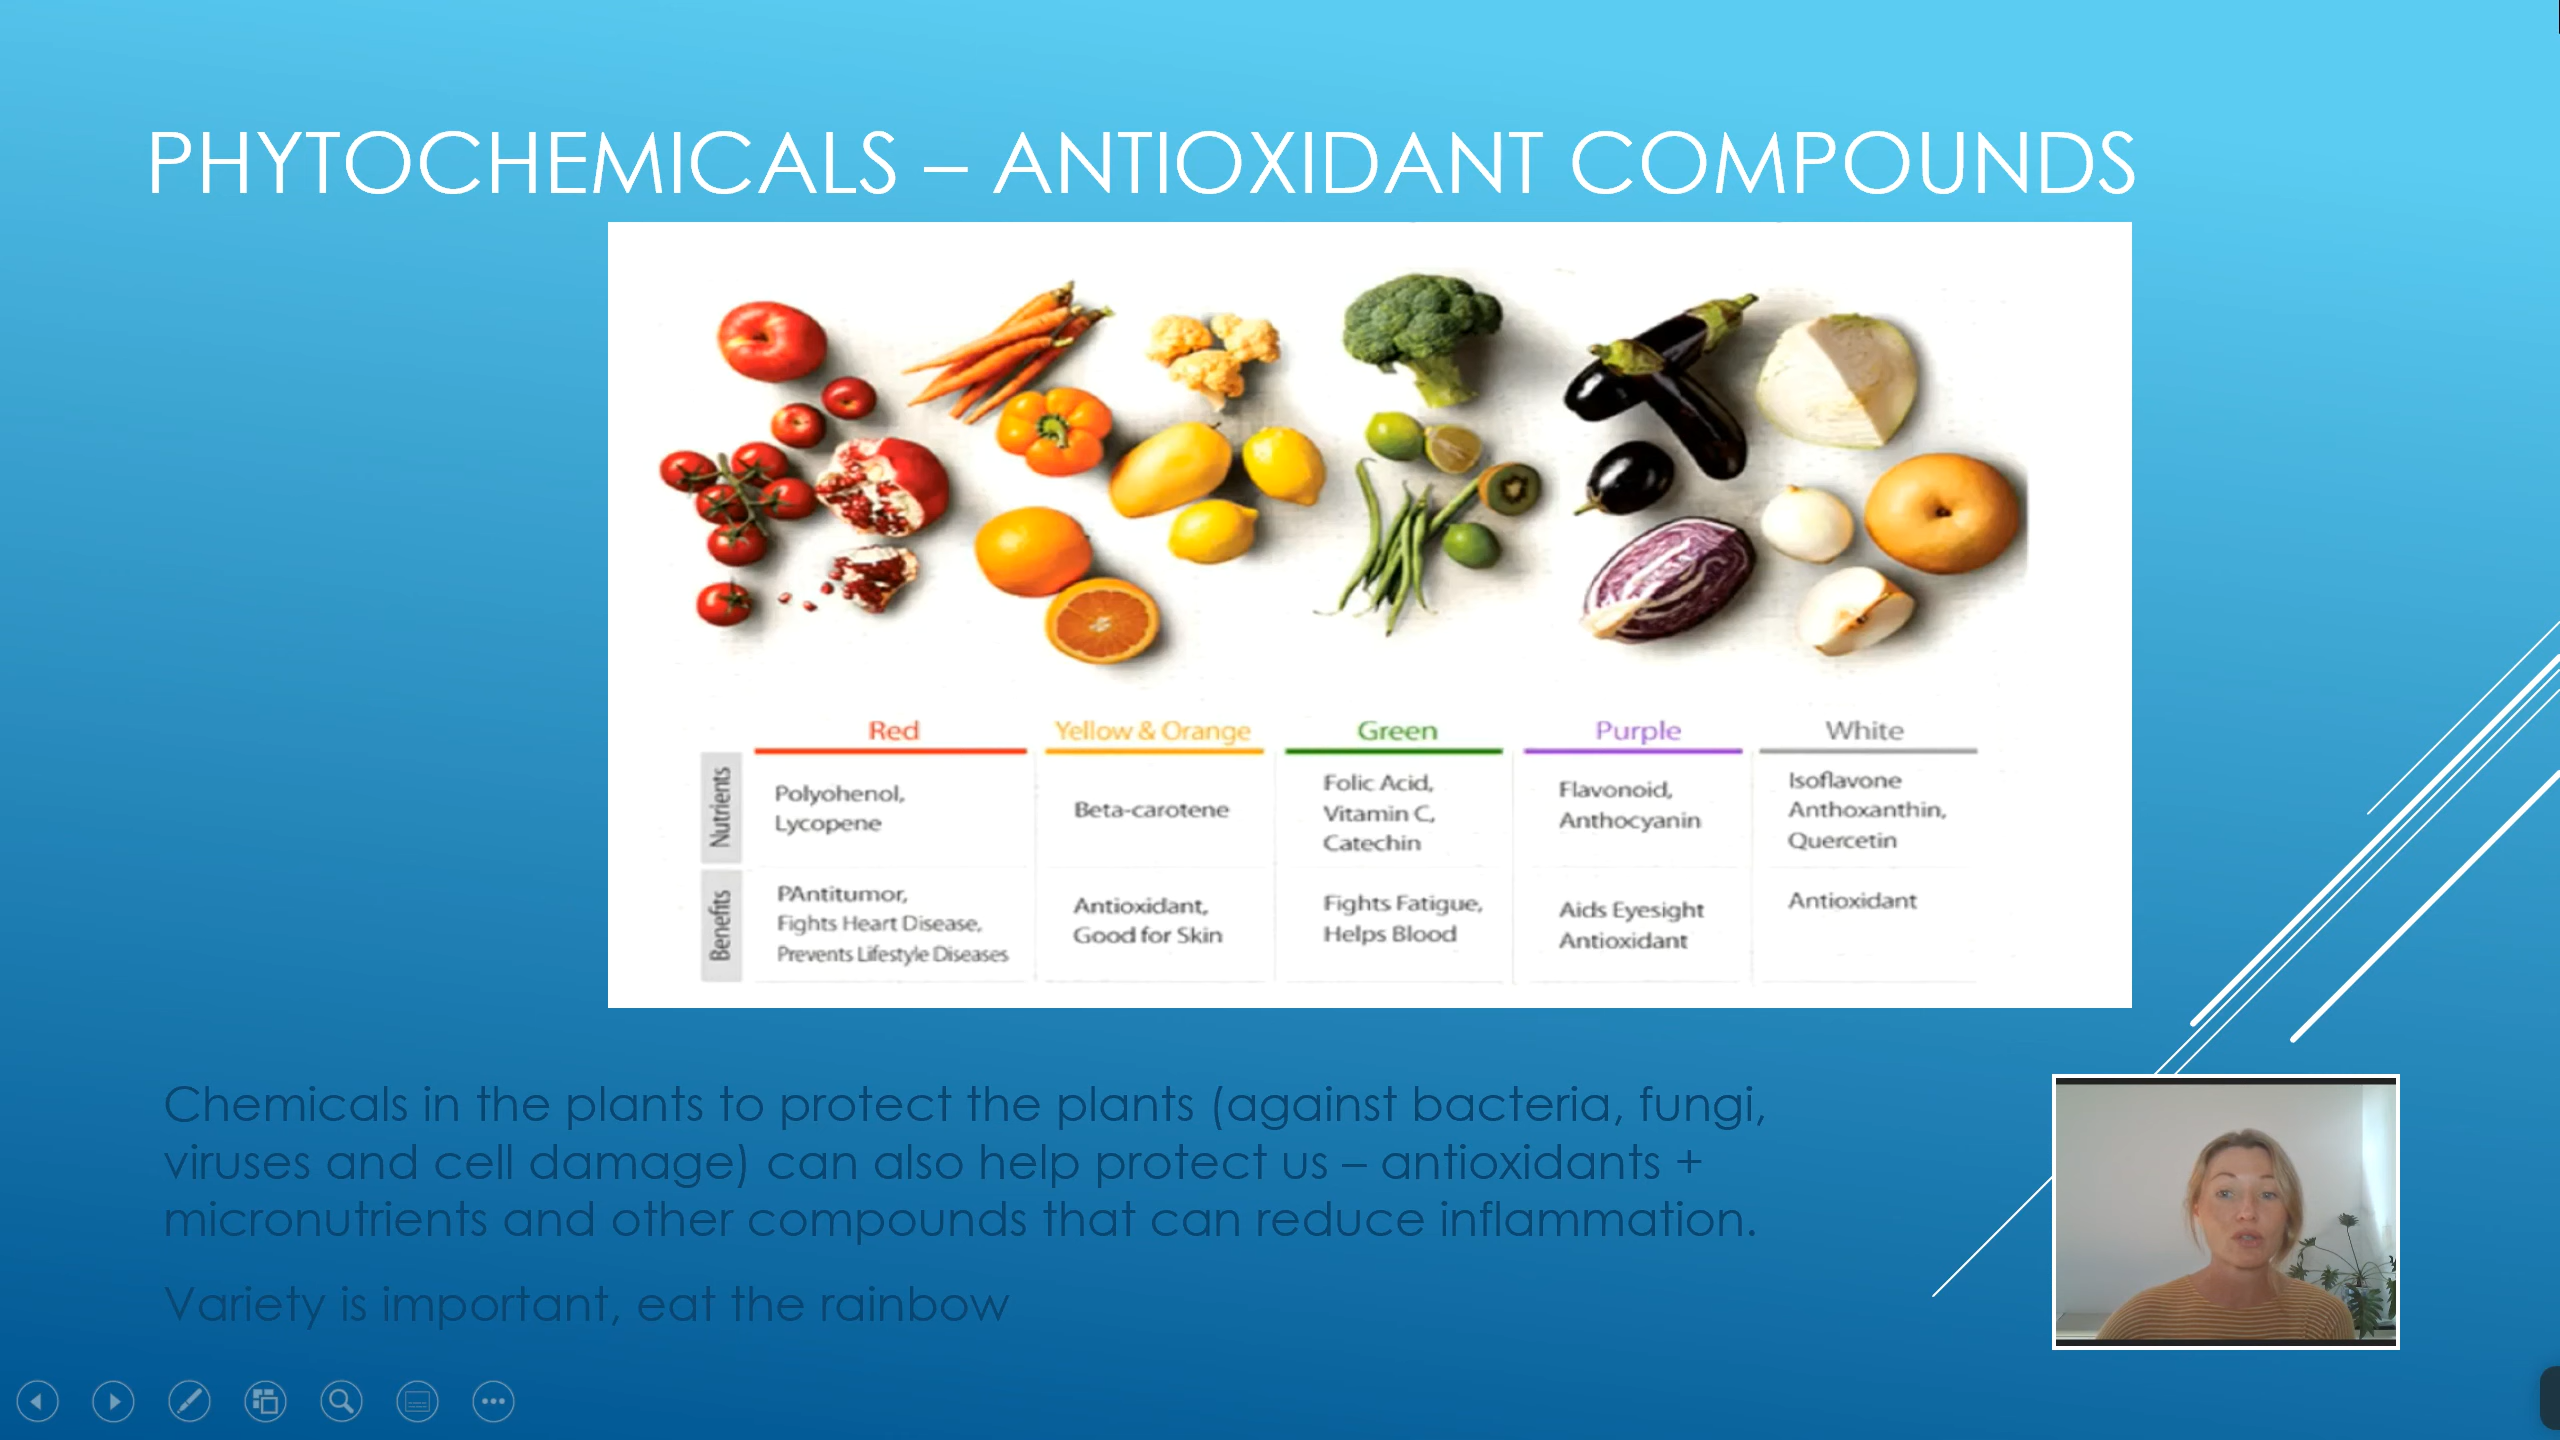 PHYTOCHEMICALS – ANTIOXIDANT COMPOUNDS
Red Yellow & Orange Green Purple White
Nutrients
Polyohenol,
Lycopene
Beta-carotene
Folic Acid,
Vitamin C,
Catechin
Flavonoid,
Anthocyanin
Isoflavone
Anthoxanthin,
Quercetin
Benefits
PAntitumor,
Fights Heart Disease,
Prevents Lifestyle Diseases
Antioxidant,
Good for Skin
Fights Fatigue,
Helps Blood
Aids Eyesight
Antioxidant
Antioxidant
Chemicals in the plants to protect the plants (against bacteria, fungi,
viruses and cell damage) can also help protect us – antioxidants +
micronutrients and other compounds that can reduce inflammation.
Variety is important, eat the rainbow